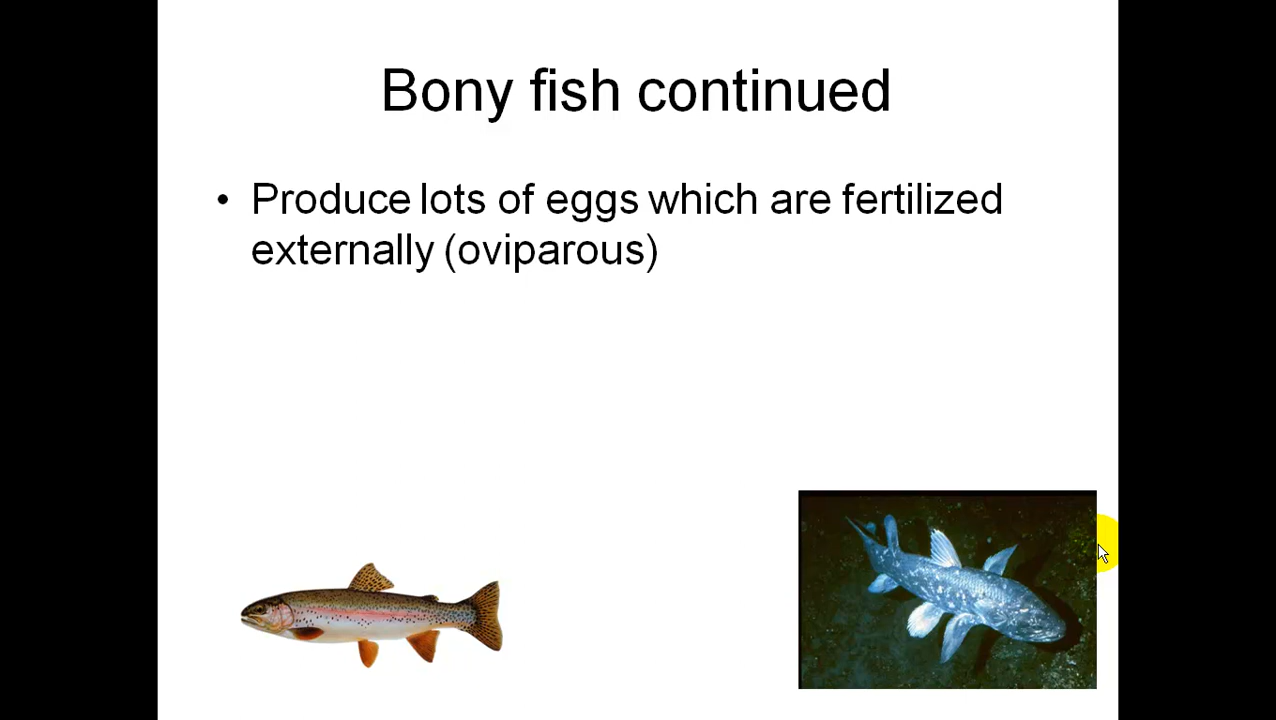 Bony fish continued
• Produce lots of eggs which are fertilized
externally (oviparous)